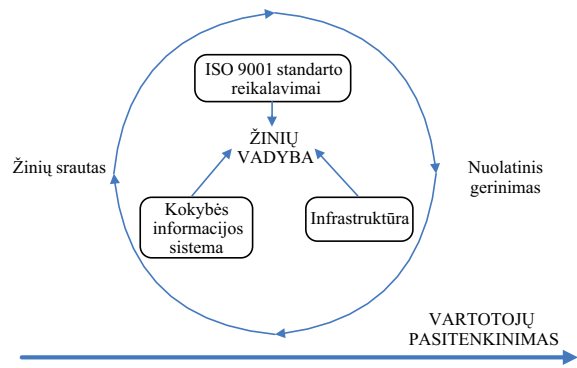 ISO 9001 standarto
reikalavimai
ŽINIŲ
VADYBA
Žinių srautas
Nuolatinis
gerinimas
Kokybės
informacijos
sistema
Infrastruktūra
VARTOTOJŲ
PASITENKINIMAS